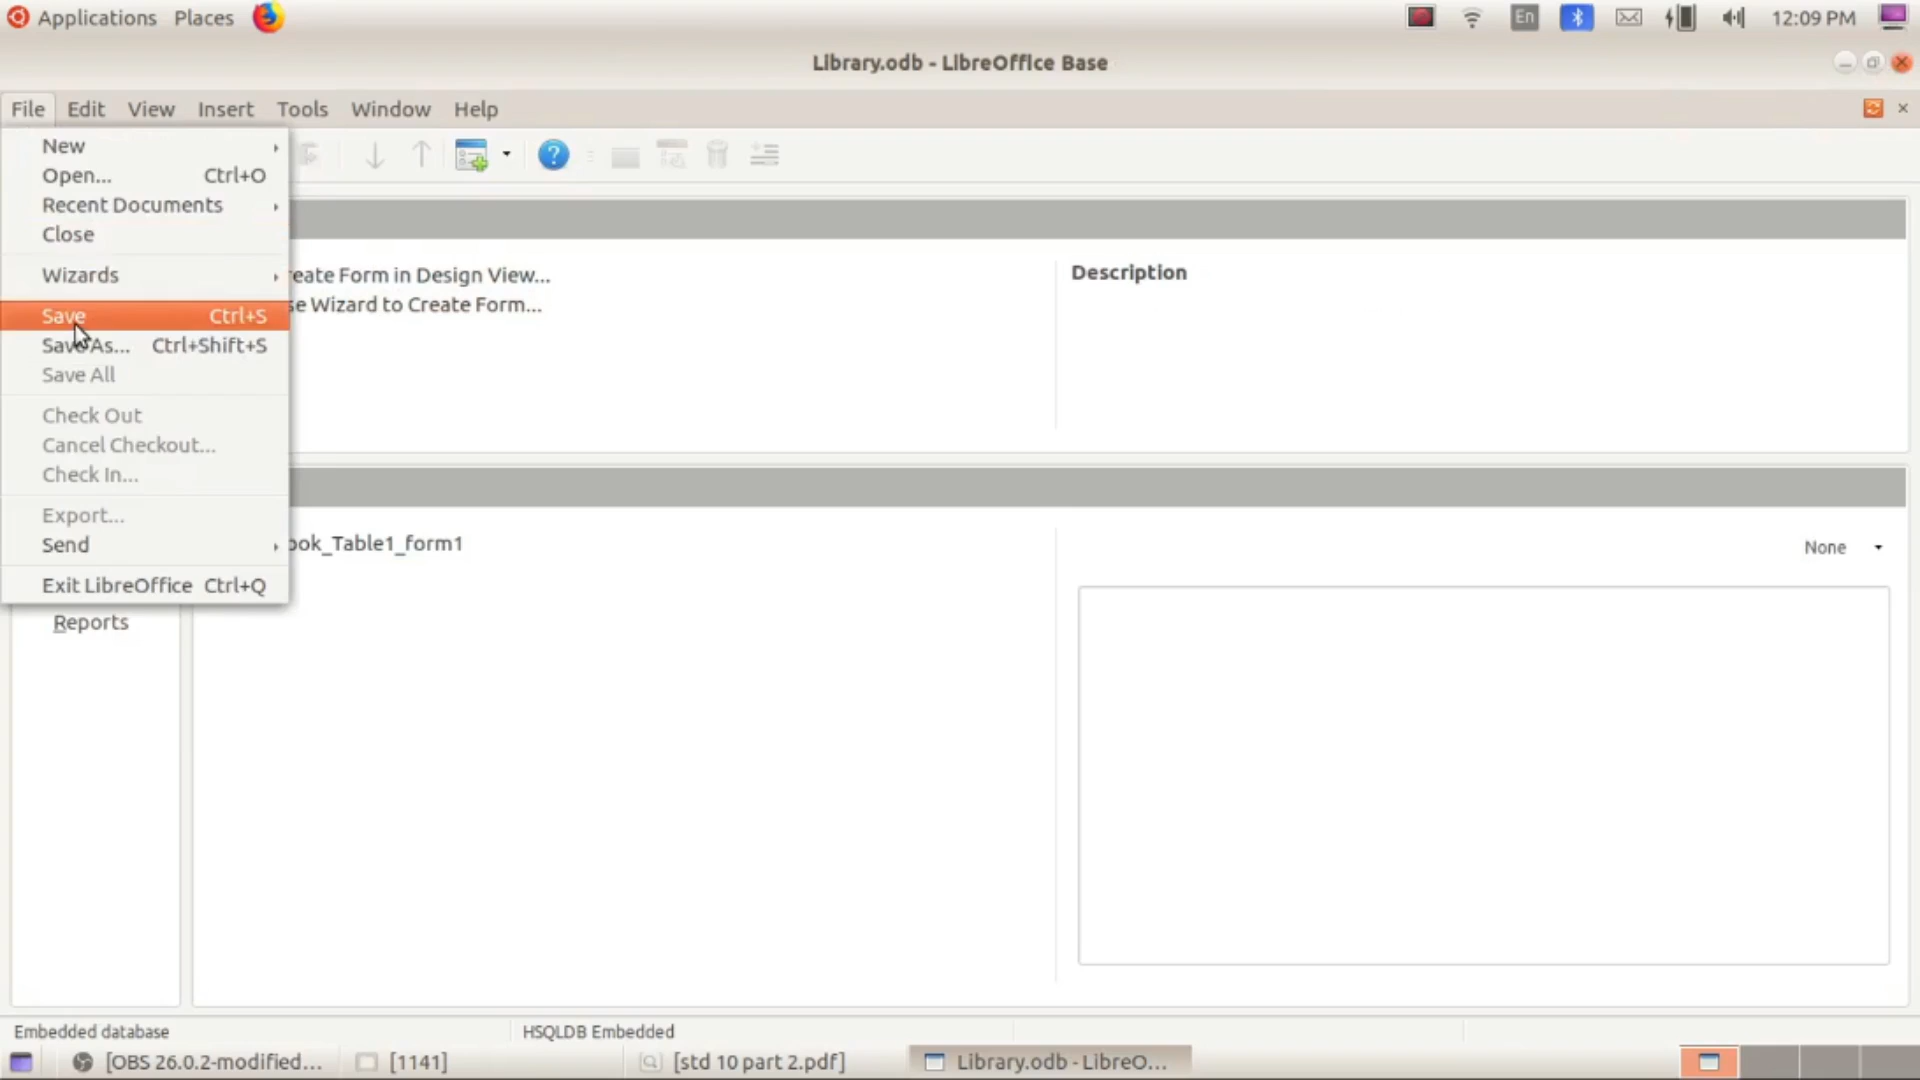 Applications Places En 12:09 PM
Library.odb - LibreOffice Base
File Edit View Insert Tools Window Help
New
Open... Ctrl+O
Recent Documents
Close
Wizards
Save Ctrl+S
Save As... Ctrl+Shift+S
Save All
Check Out
Cancel Checkout...
Check In...
Export...
Send
Exit LibreOffice Ctrl+Q
Reports
reate Form in Design View...
se Wizard to Create Form...
Description
ook_Table1_form1
None
Embedded database HSQLDB Embedded
[OBS 26.0.2-modified... [1141] [std 10 part 2.pdf] Library.odb - LibreO...